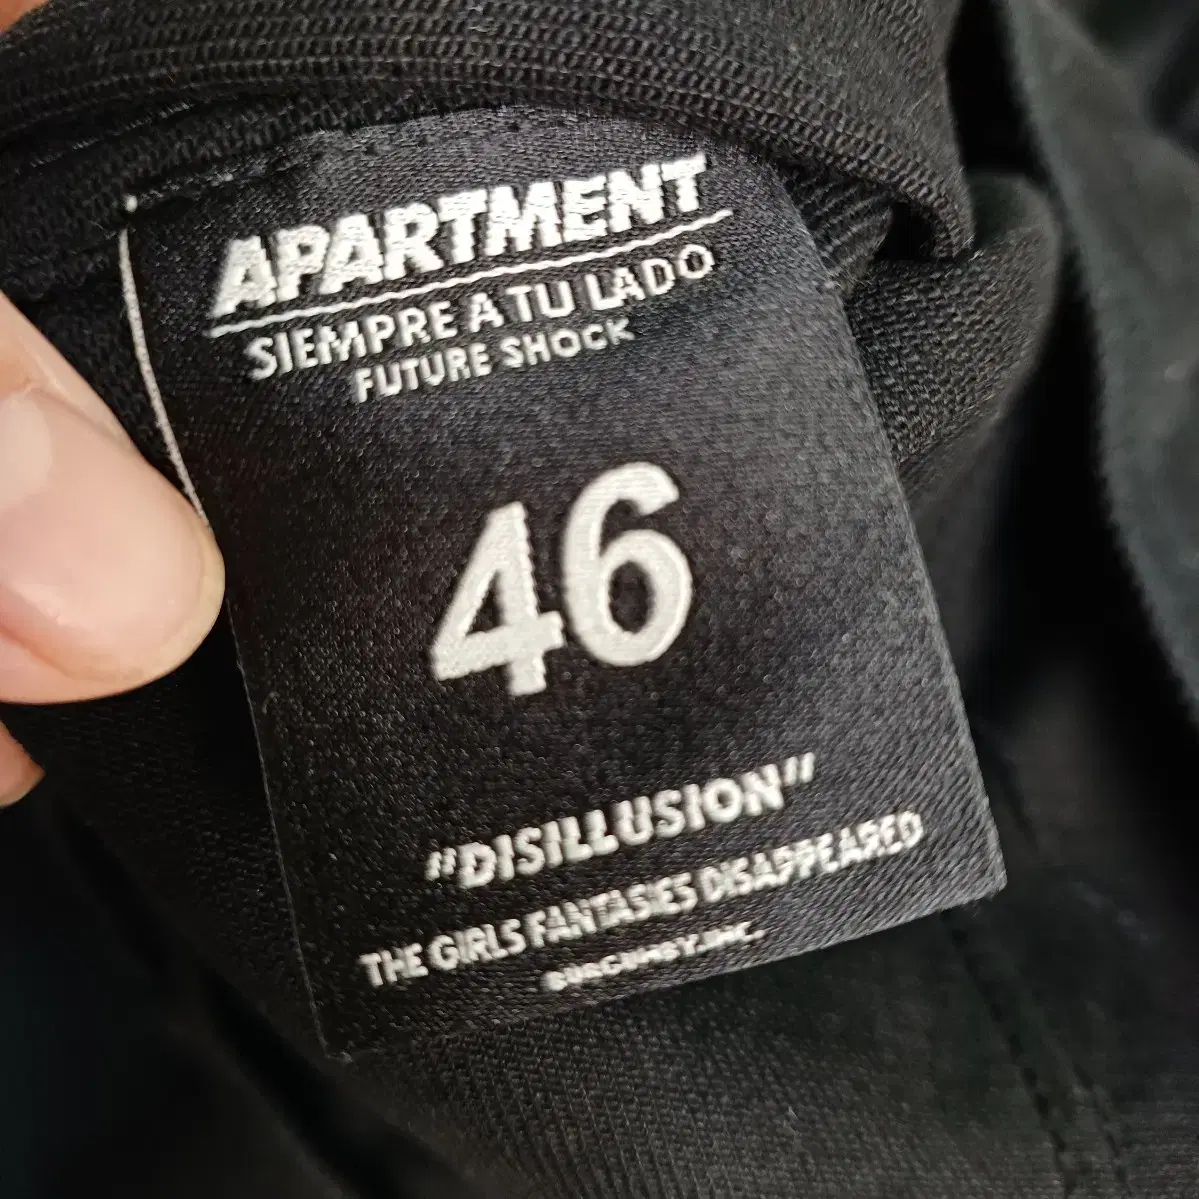 APARTMENT
SIEMPRE A TU LADO
FUTURE SHOCK
46
"DISILLUSION"
THE GIRLS FANTASIES DISAPPEARED